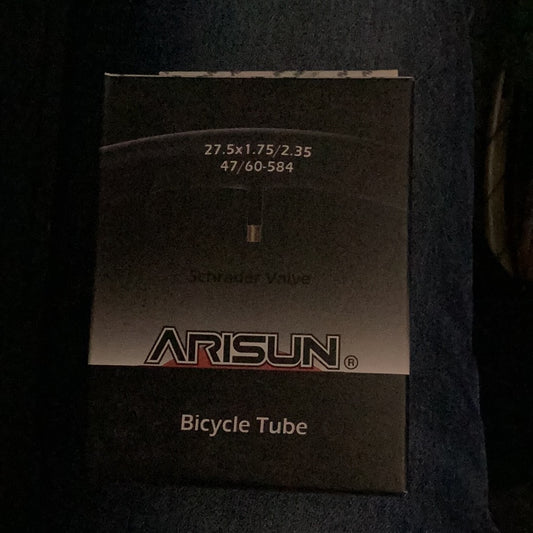 27.5x1.75/2.35
47/60-584
Schrader Valve
ARISUN®
Bicycle Tube